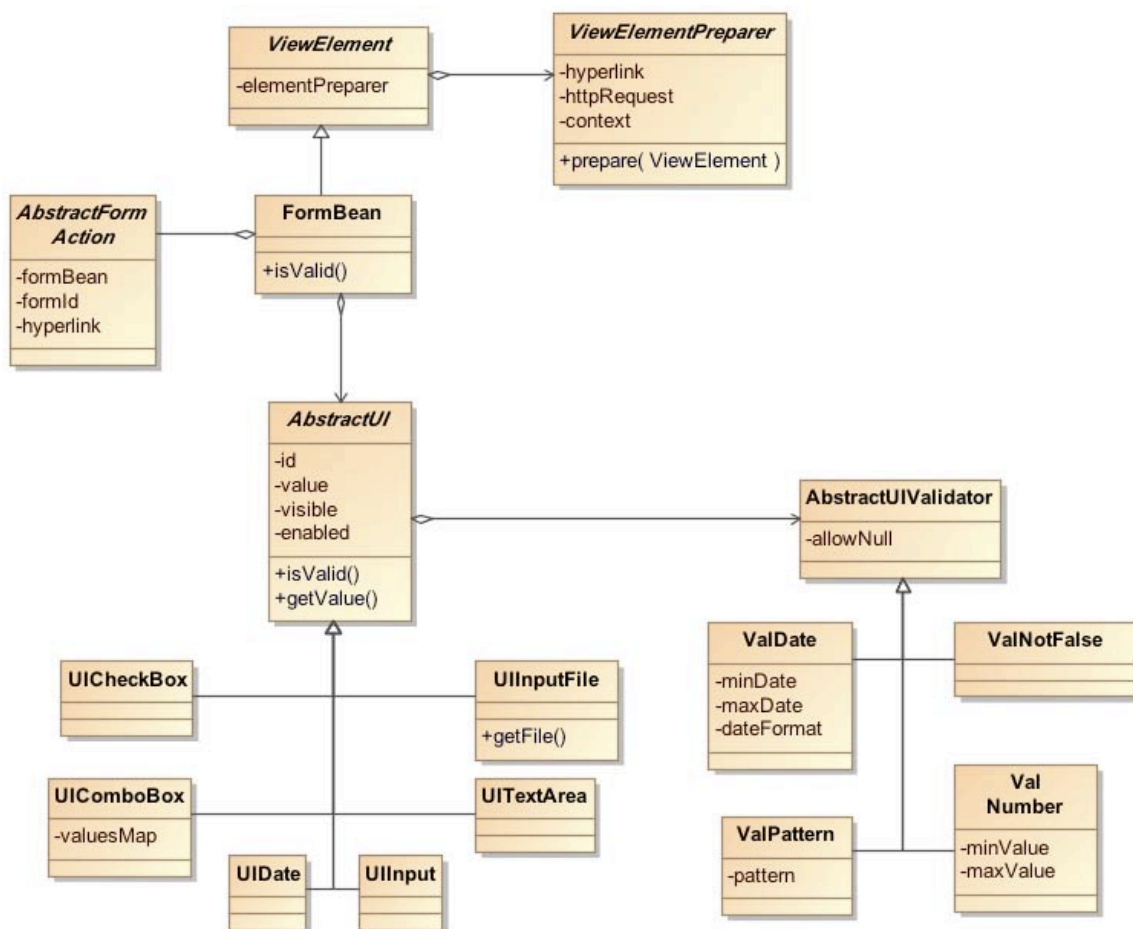 ViewElement
-elementPreparer
ViewElementPreparer
-hyperlink
-httpRequest
-context
+prepare( ViewElement )
AbstractForm
Action
-formBean
-formId
-hyperlink
FormBean
+isValid()
AbstractUI
-id
-value
-visible
-enabled
+isValid()
+getValue()
AbstractUIValidator
-allowNull
UICheckBox
UIInputFile
+getFile()
UIComboBox
-valuesMap
UITextArea
UIDate
UIInput
ValDate
-minDate
-maxDate
-dateFormat
ValNotFalse
ValPattern
-pattern
Val
Number
-minValue
-maxValue